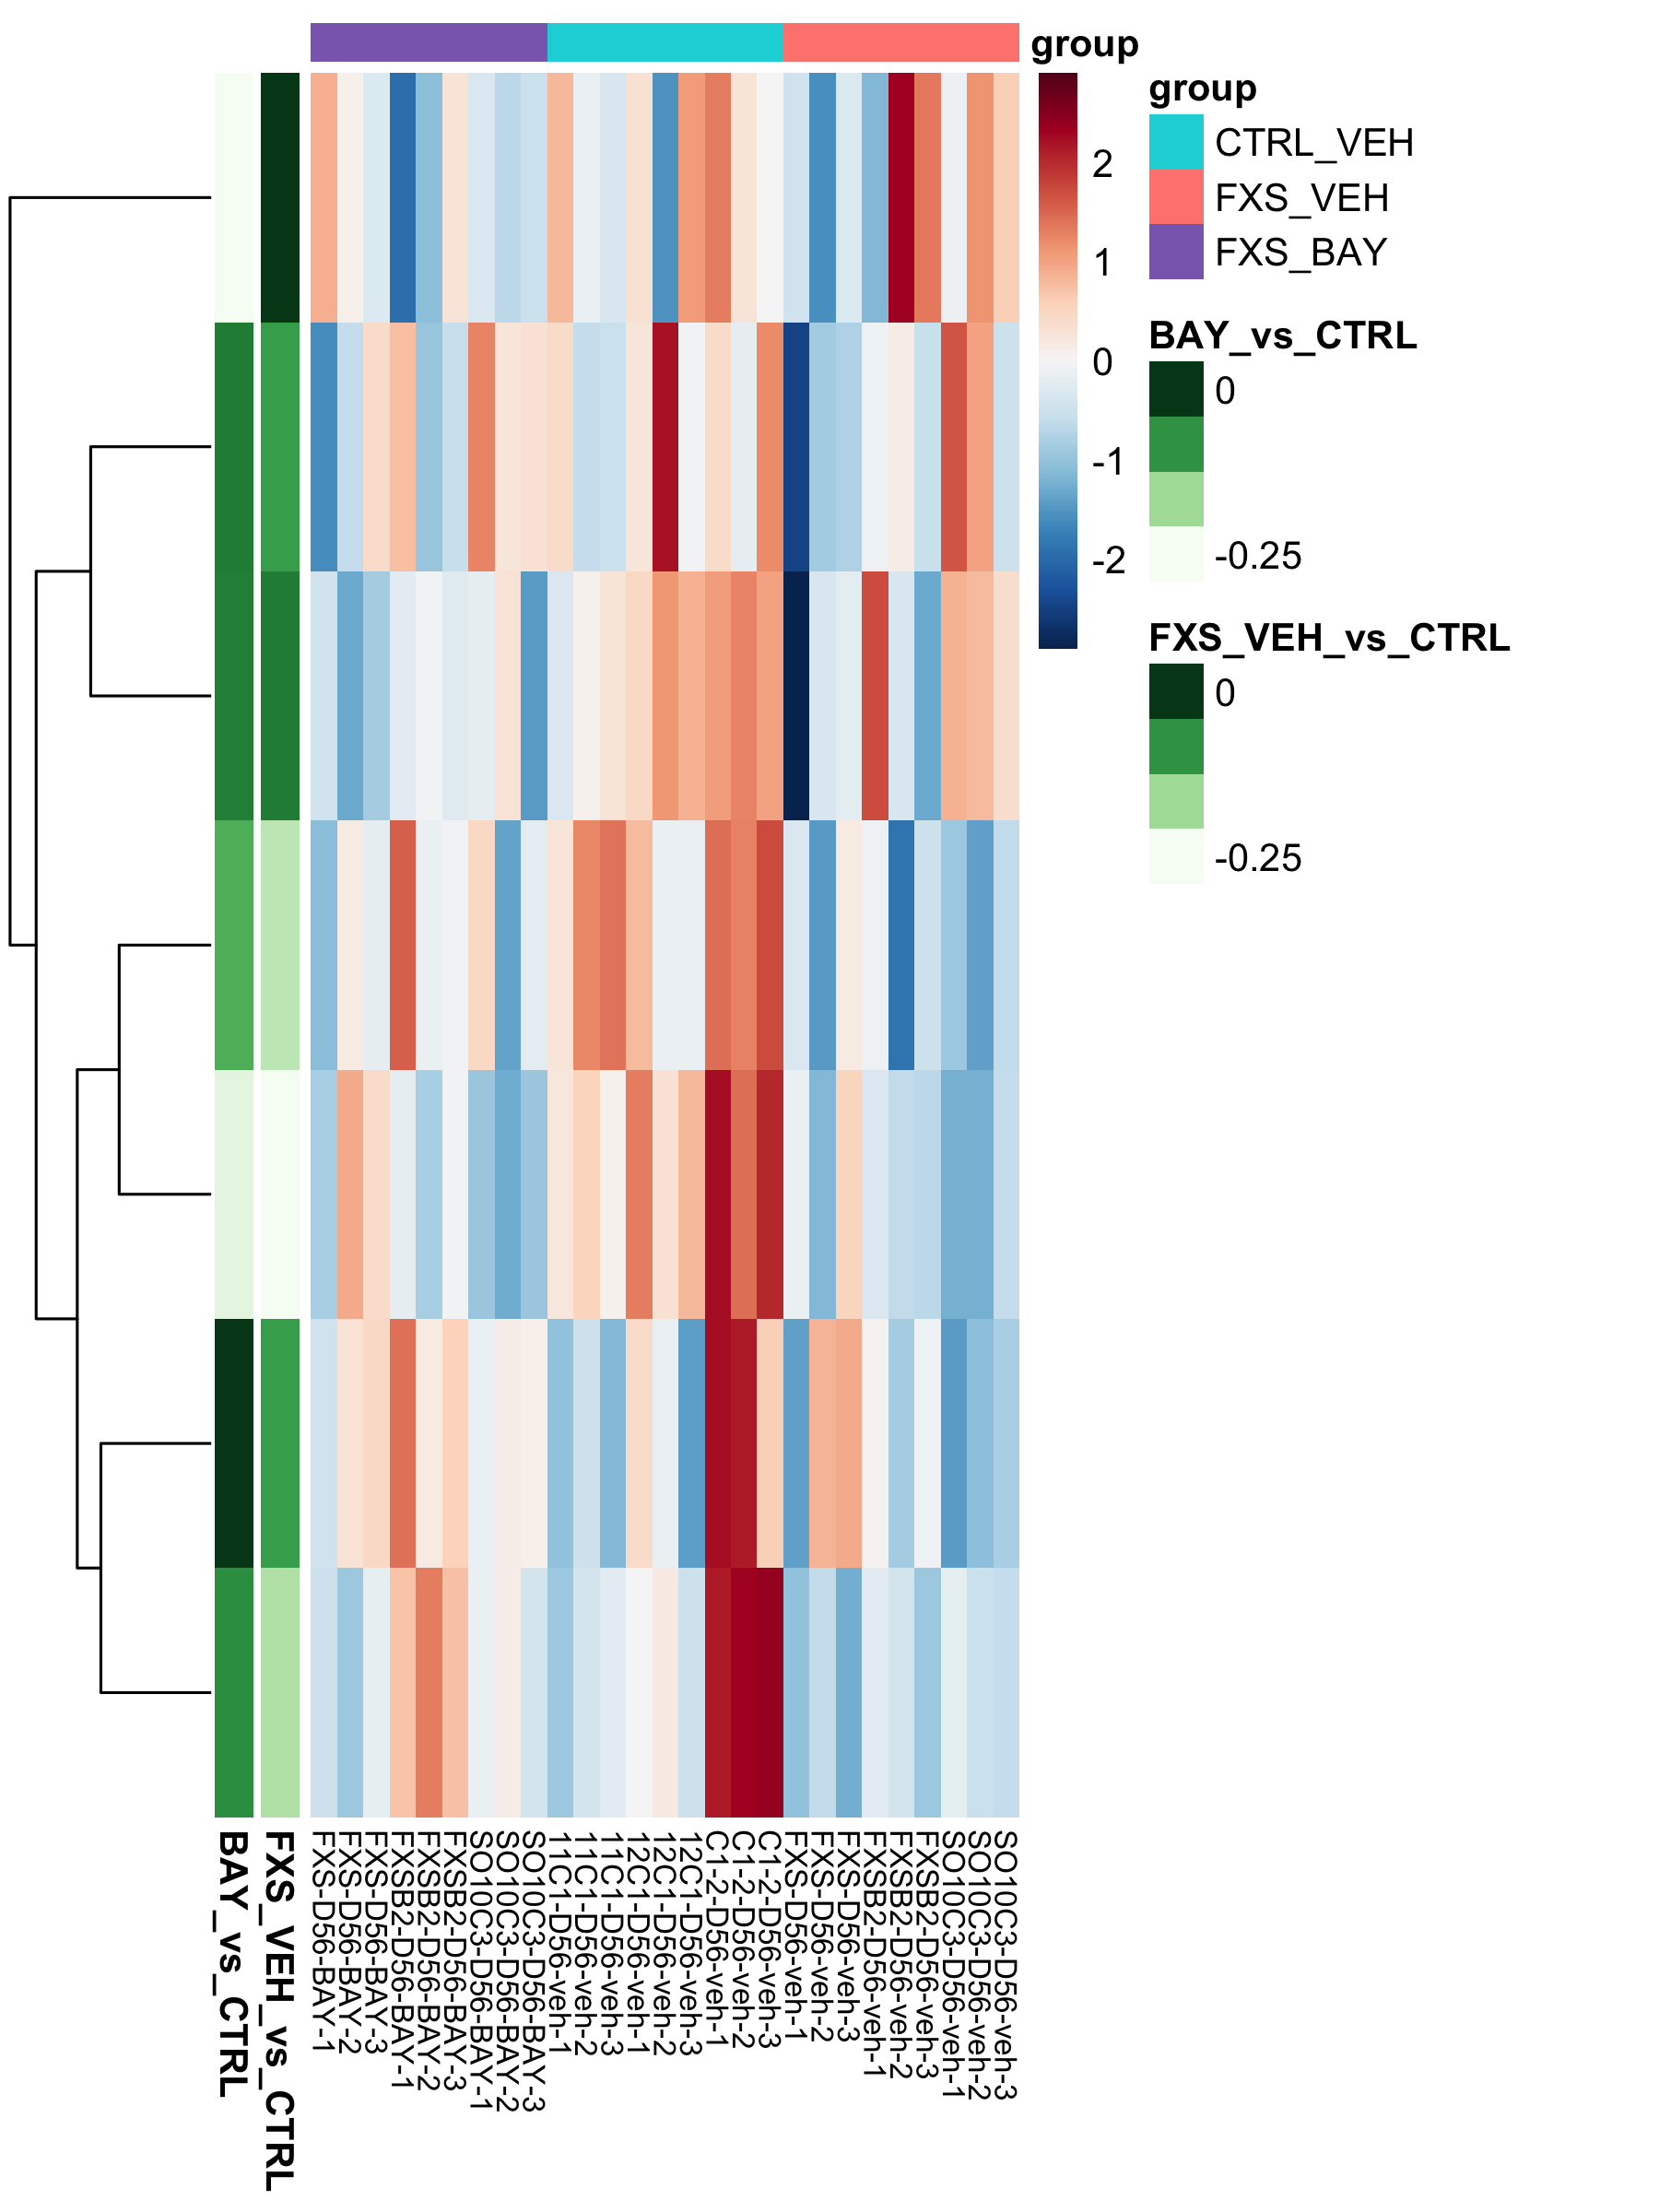 group
2
1
0
-1
-2
group
CTRL_VEH
FXS_VEH
FXS_BAY
BAY_vs_CTRL
0
-0.25
FXS_VEH_vs_CTRL
0
-0.25
BAY_vs_CTRL
FXS_VEH_vs_CTRL
FXS-D56-BAY-1
FXS-D56-BAY-2
FXS-D56-BAY-3
FXSB2-D56-BAY-1
FXSB2-D56-BAY-2
FXSB2-D56-BAY-3
SO10C3-D56-BAY-1
SO10C3-D56-BAY-2
SO10C3-D56-BAY-3
11C1-D56-veh-1
11C1-D56-veh-2
11C1-D56-veh-3
12C1-D56-veh-1
12C1-D56-veh-2
12C1-D56-veh-3
C1-2-D56-veh-1
C1-2-D56-veh-2
C1-2-D56-veh-3
FXS-D56-veh-1
FXS-D56-veh-2
FXS-D56-veh-3
FXSB2-D56-veh-1
FXSB2-D56-veh-2
FXSB2-D56-veh-3
SO10C3-D56-veh-1
SO10C3-D56-veh-2
SO10C3-D56-veh-3